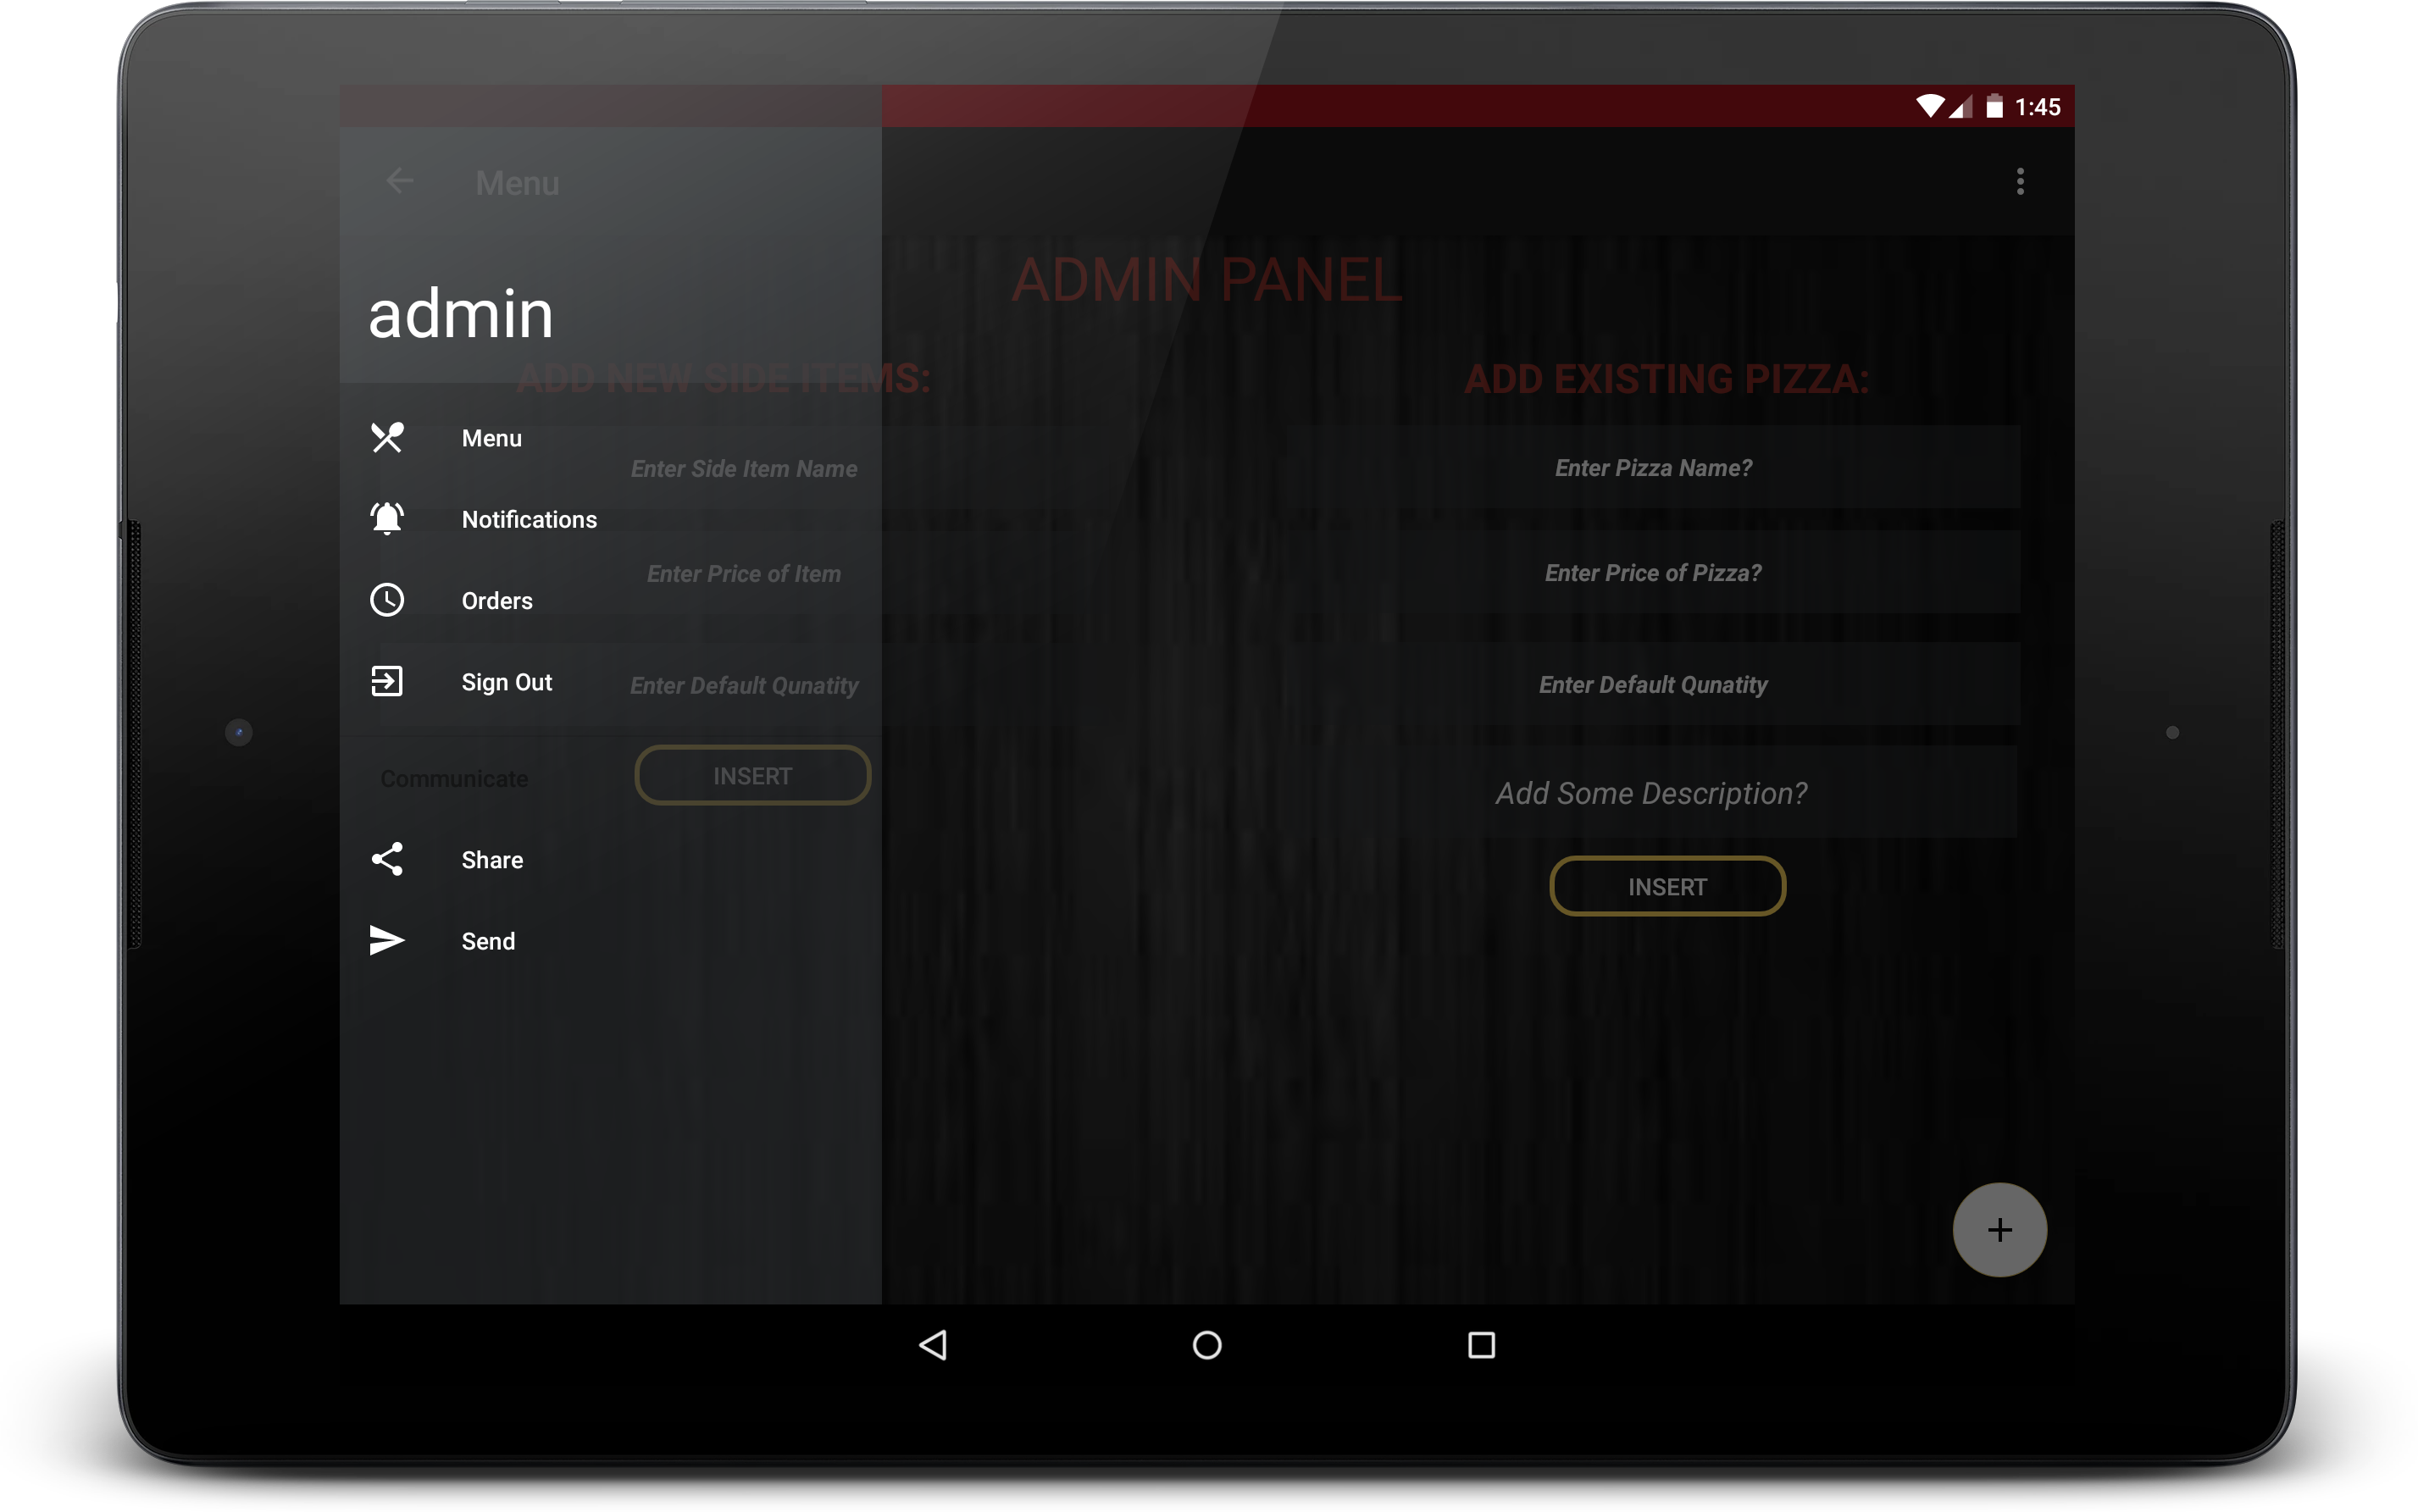 1:45
Menu
ADMIN PANEL
admin
ADD NEW SIDE ITEMS:
ADD EXISTING PIZZA:
Menu
Enter Side Item Name
Enter Pizza Name?
Notifications
Enter Price of Item
Enter Price of Pizza?
Orders
Sign Out
Enter Default Qunatity
Enter Default Qunatity
Communicate
INSERT
Add Some Description?
Share
INSERT
Send